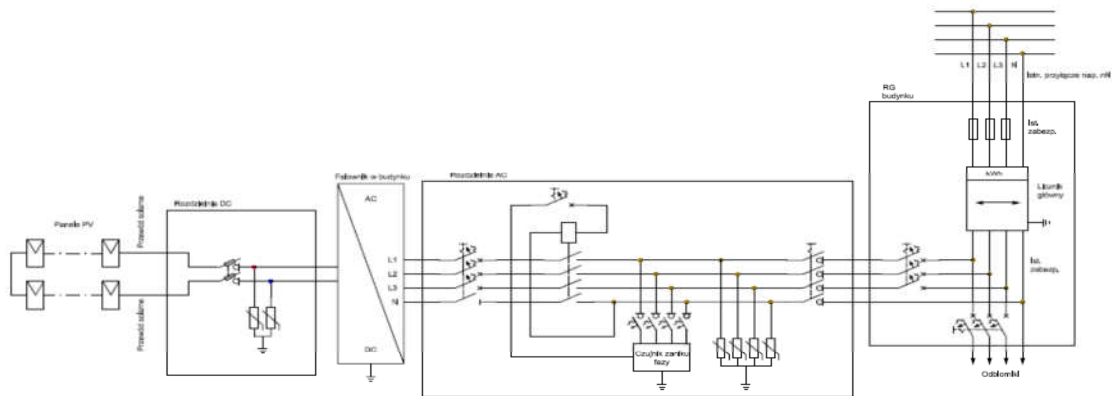 L1 L2 L3 N
Istn. przyłącze nap. nN
RG
budynku
Ist.
zabezp.
kWh
Licznik
główny
Ist.
zabezp.
Odbiorniki
Rozdzielnia AC
Falownik w budynku
AC
DC
L1
L2
L3
N
Czujnik zaniku
fazy
Rozdzielnia DC
Panele PV
Przewód solarne
Przewód solarne